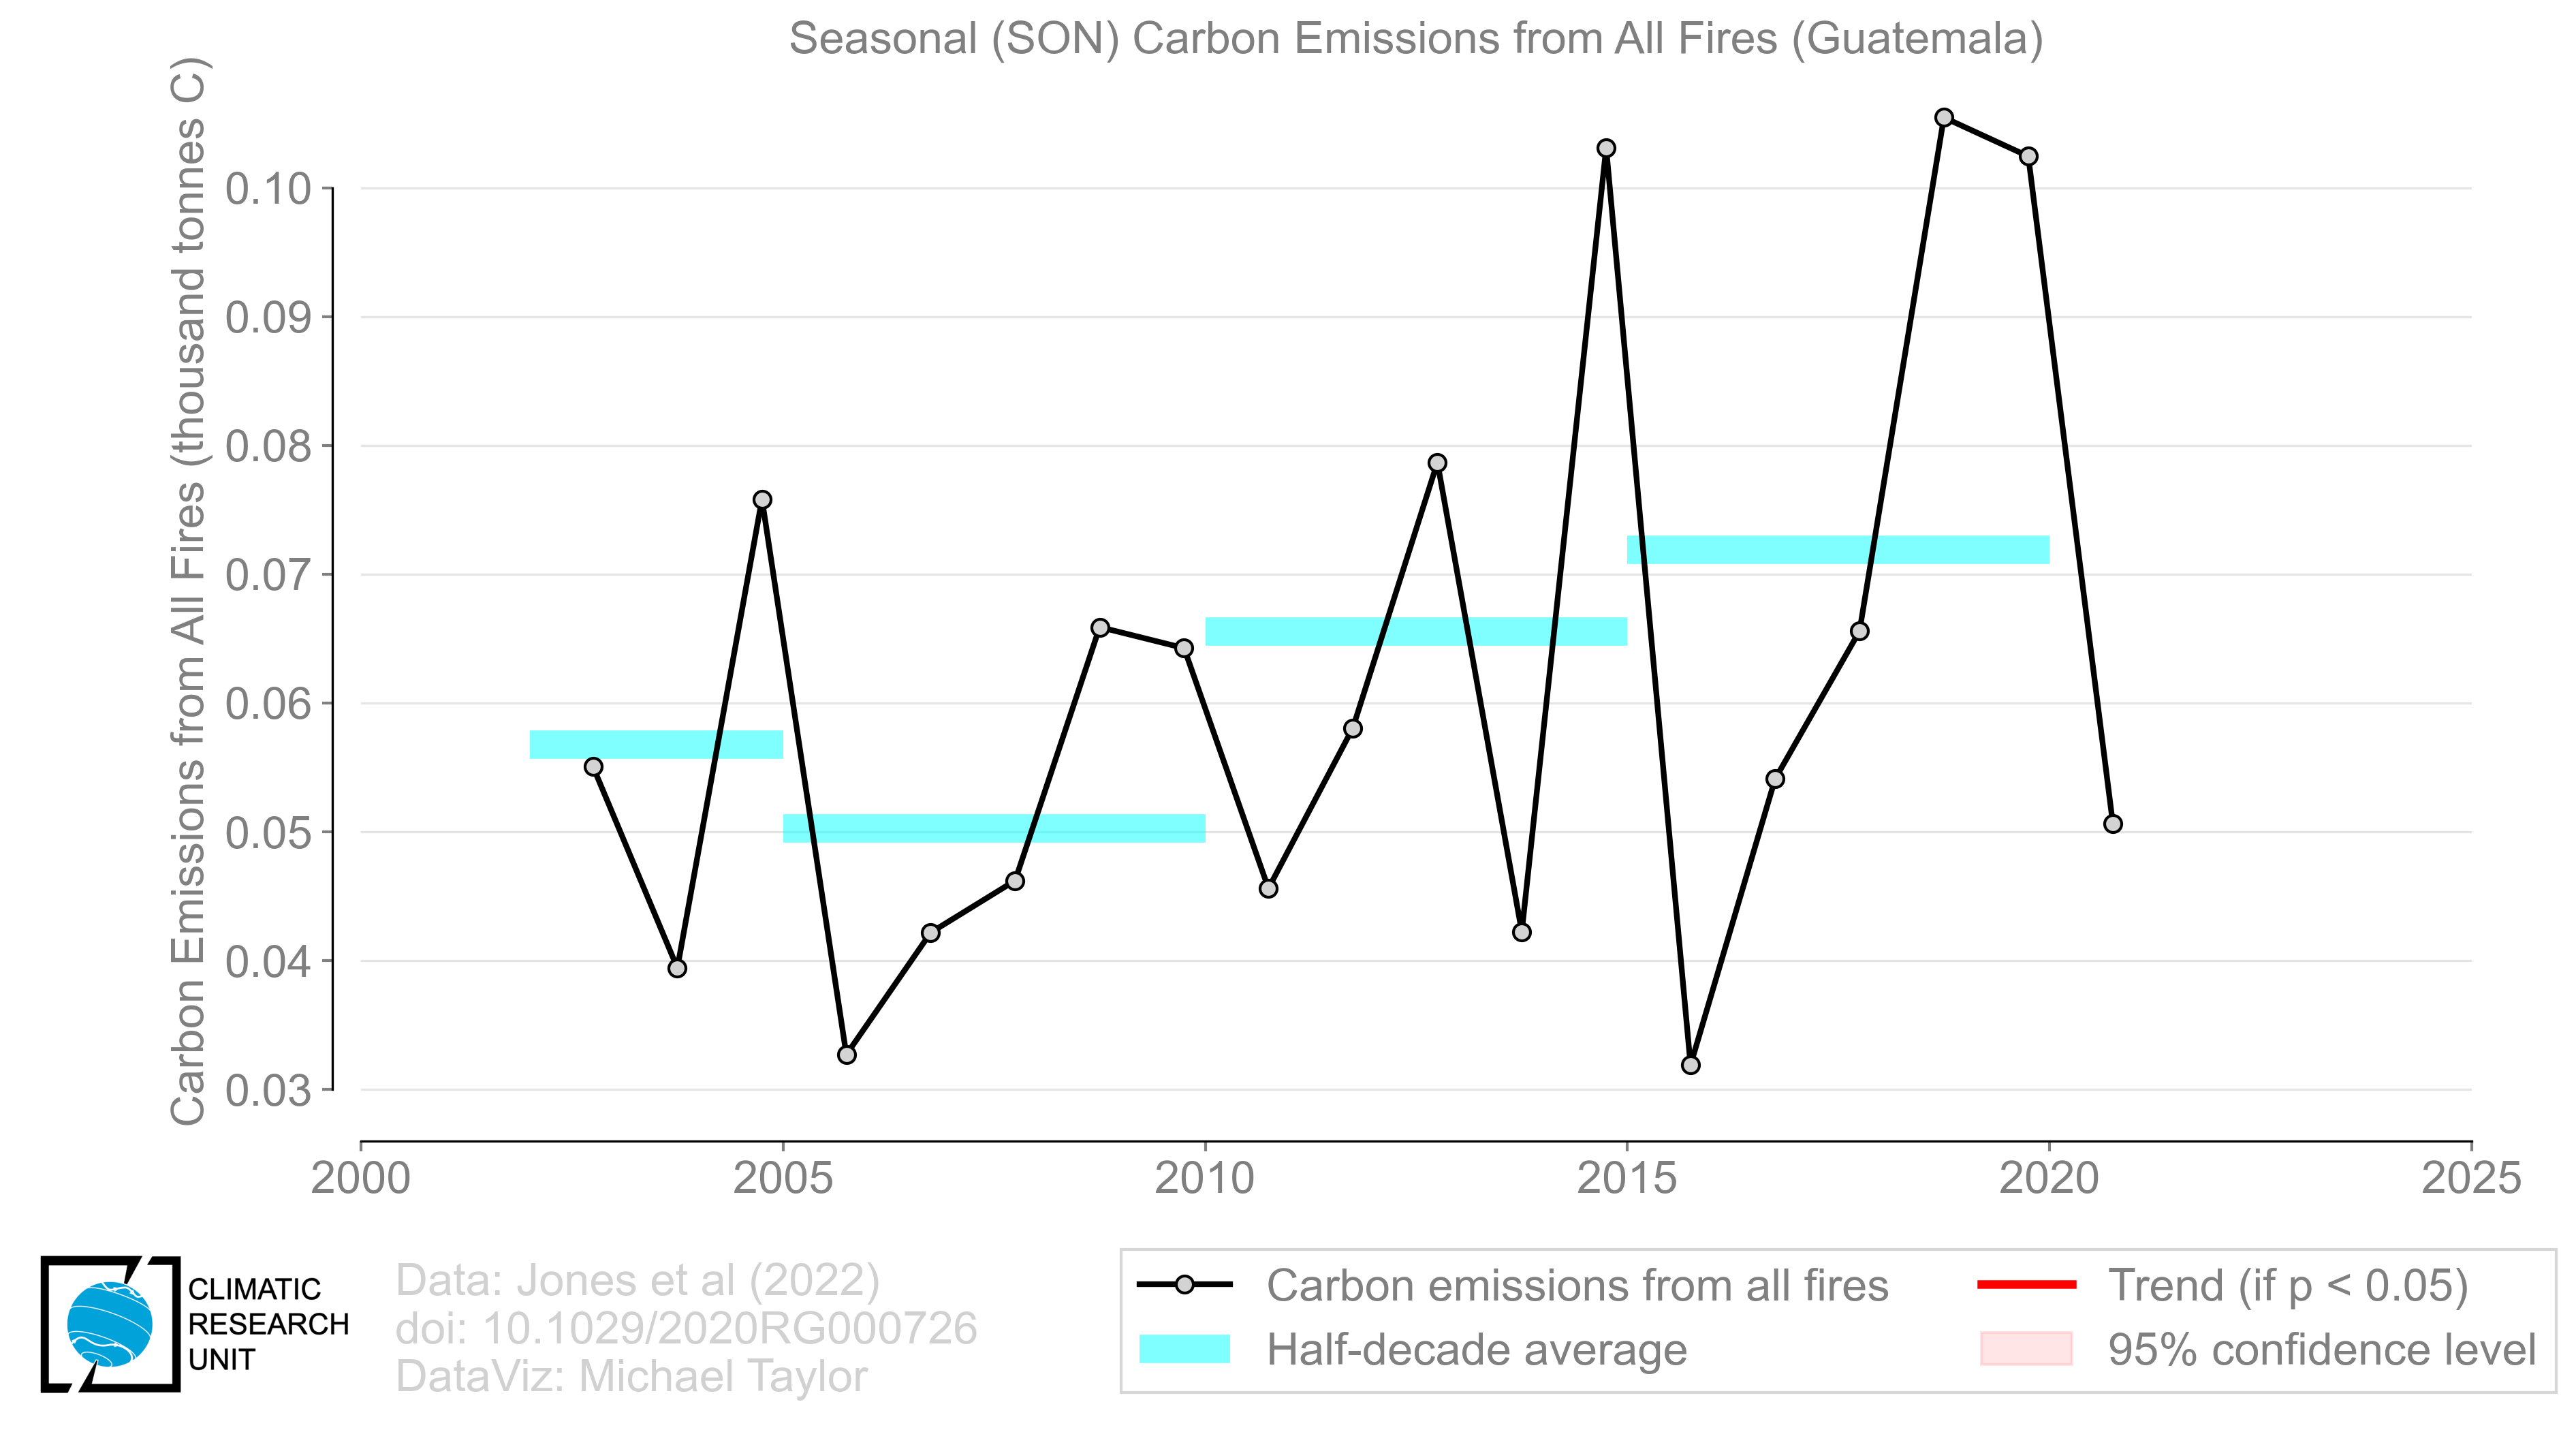 Seasonal (SON) Carbon Emissions from All Fires (Guatemala)
Carbon Emissions from All Fires (thousand tonnes C)
0.10
0.09
0.08
0.07
0.06
0.05
0.04
0.03
2000 2005 2010 2015 2020 2025
CLIMATIC
RESEARCH
UNIT
Data: Jones et al (2022)
doi: 10.1029/2020RG000726
DataViz: Michael Taylor
Carbon emissions from all fires
Half-decade average
Trend (if p < 0.05)
95% confidence level